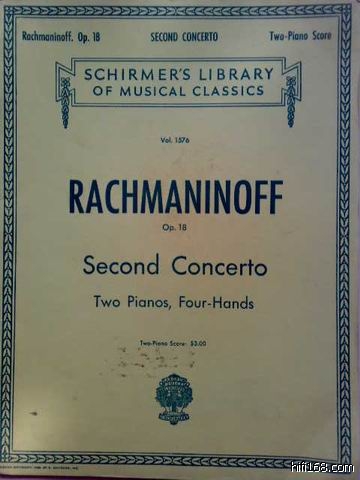 Rachmaninoff. Op. 18 SECOND CONCERTO Two-Piano Score
SCHIRMER'S LIBRARY
OF MUSICAL CLASSICS
Vol. 1576
RACHMANINOFF
Op. 18
Second Concerto
Two Pianos, Four-Hands
Two-Piano Score- $3.00
hifi168.com